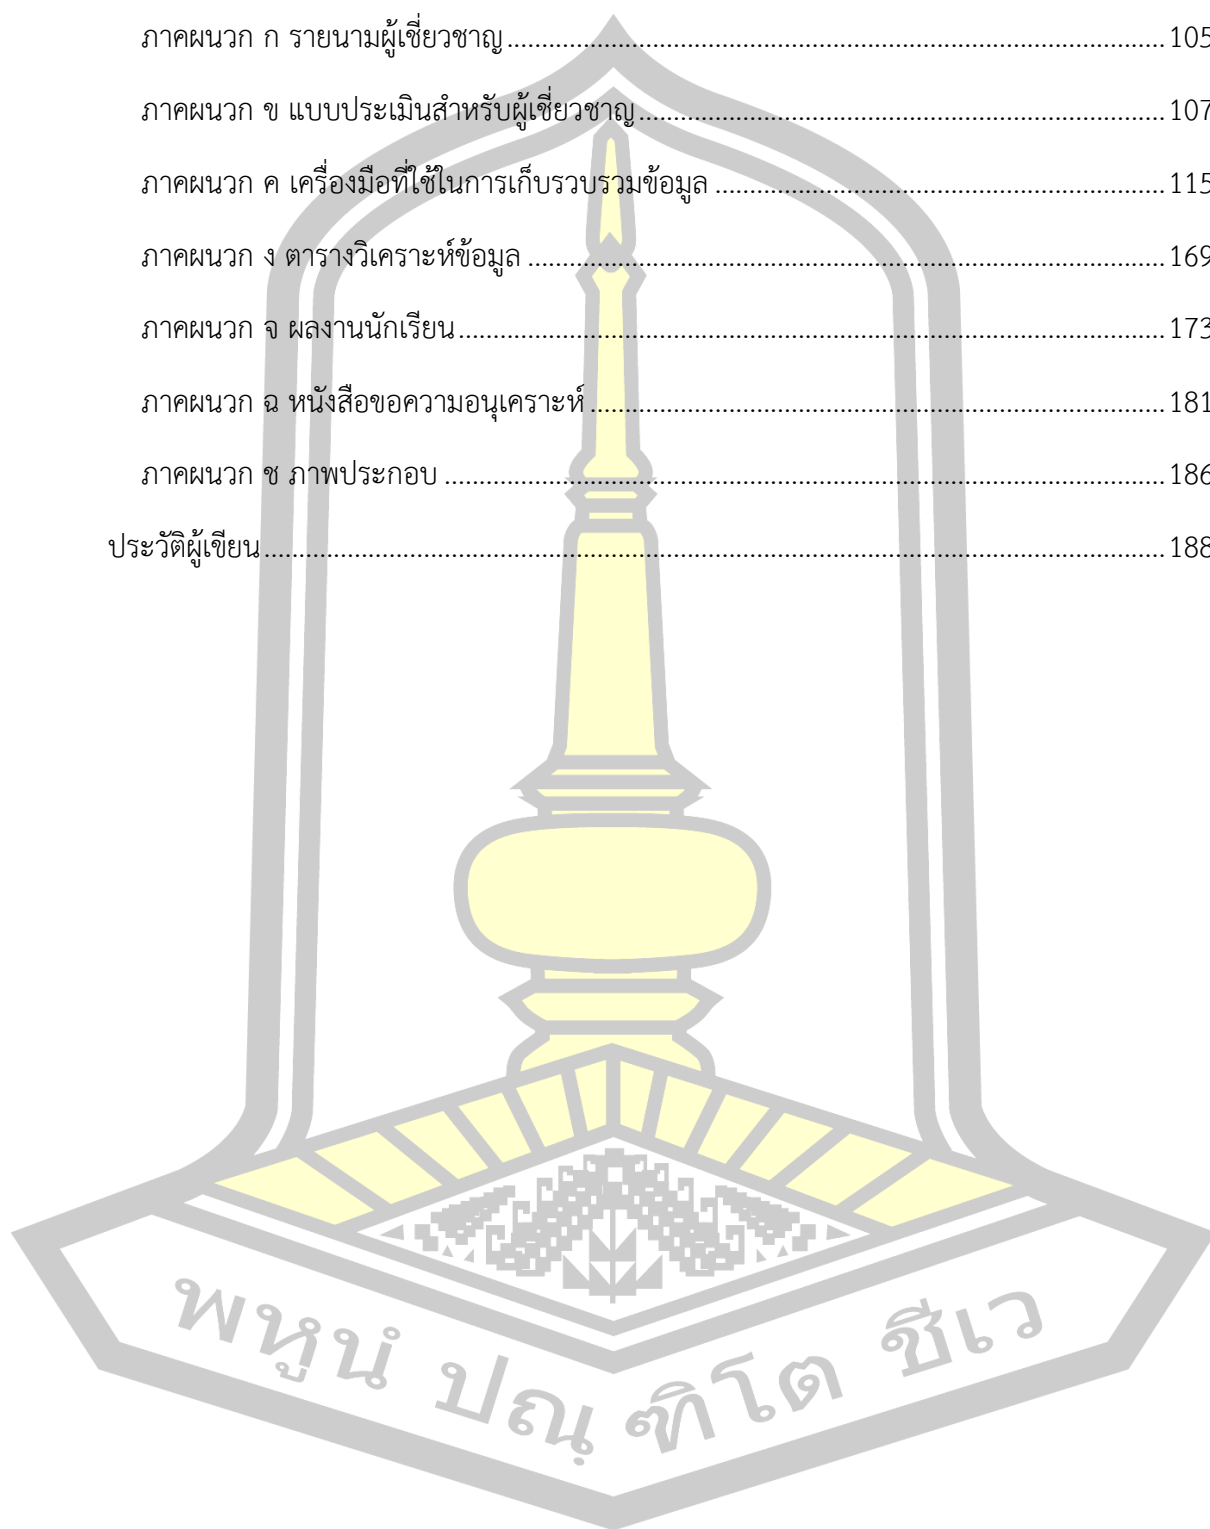 ภาคผนวก ก รายนามผู้เชี่ยวชาญ.......................................................................................... 105
ภาคผนวก ข แบบประเมินสำหรับผู้เชี่ยวชาญ........................................................................ 107
ภาคผนวก ค เครื่องมือที่ใช้ในการเก็บรวบรวมข้อมูล ............................................................. 115
ภาคผนวก ง ตารางวิเคราะห์ข้อมูล ...................................................................................... 169
ภาคผนวก จ ผลงานนักเรียน................................................................................................ 173
ภาคผนวก ฉ หนังสือขอความอนุเคราะห์ .............................................................................. 181
ภาคผนวก ช ภาพประกอบ .................................................................................................. 186
ประวัติผู้เขียน........................................................................................................................... 188
พหูนํ ปณฺฑิโต ชีเว